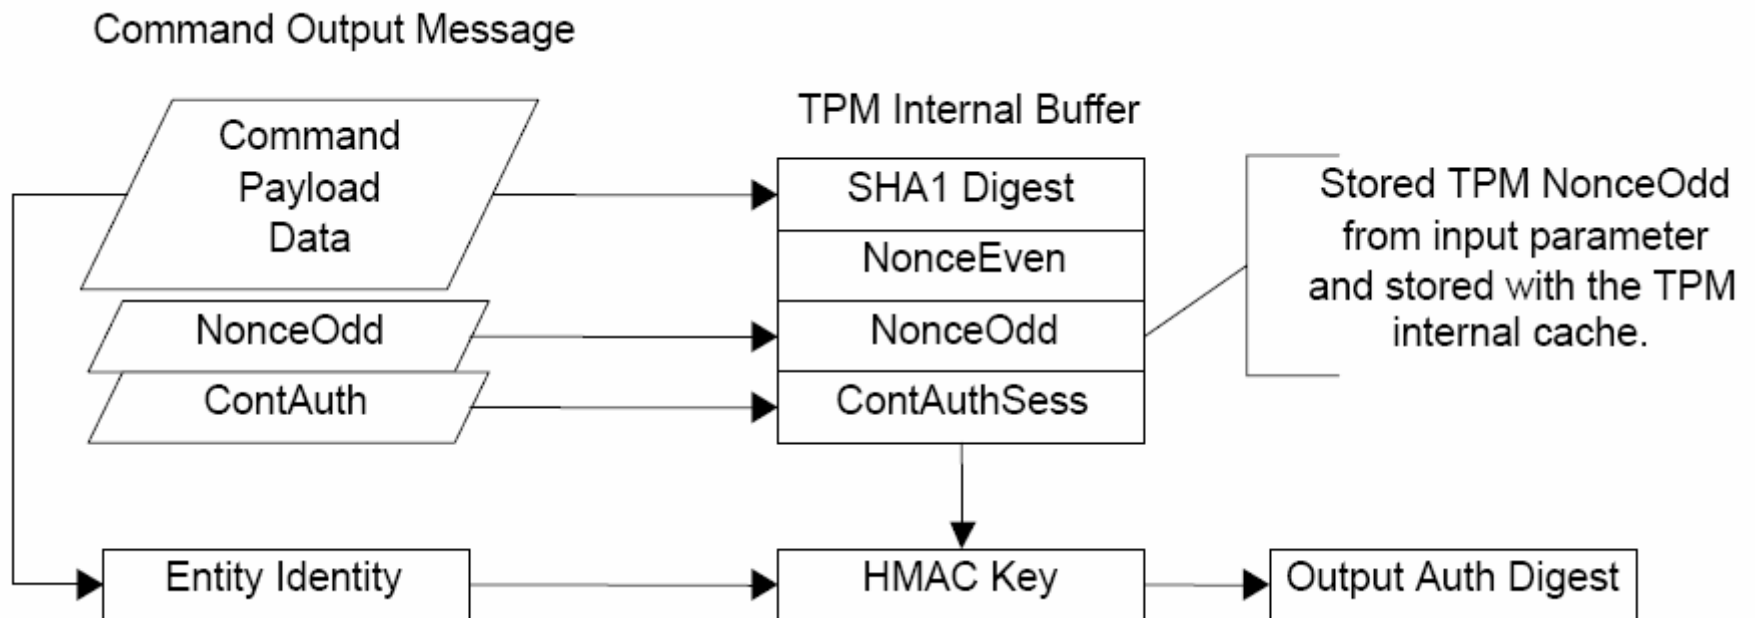 Command Output Message
TPM Internal Buffer
Command
Payload
Data
SHA1 Digest
NonceEven
NonceOdd
NonceOdd
ContAuth
ContAuthSess
Stored TPM NonceOdd
from input parameter
and stored with the TPM
internal cache.
Entity Identity
HMAC Key
Output Auth Digest